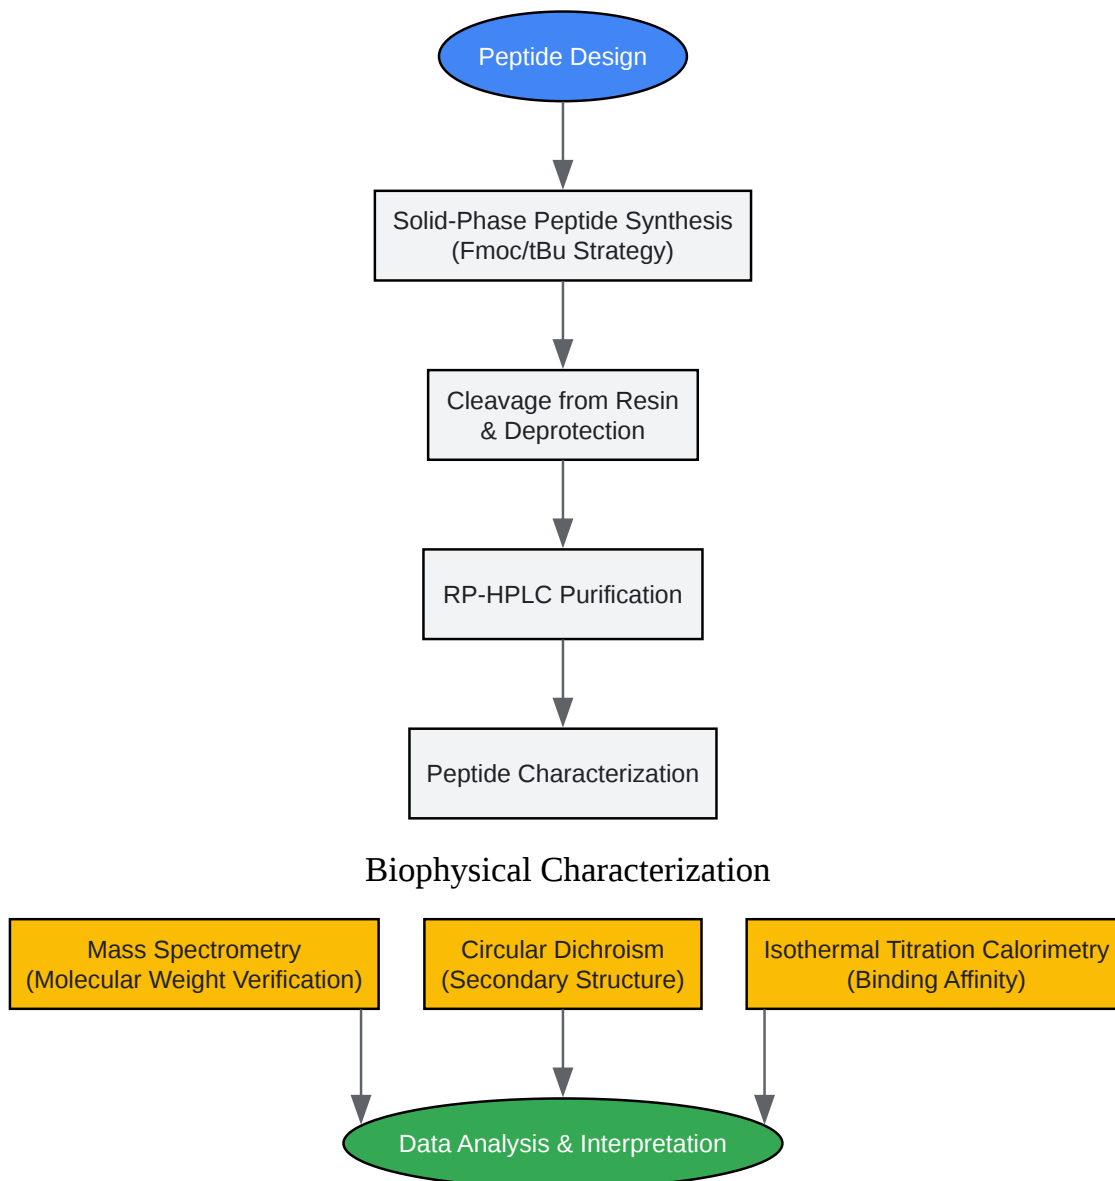 Peptide Design
Solid-Phase Peptide Synthesis
(Fmoc/tBu Strategy)
Cleavage from Resin
& Deprotection
RP-HPLC Purification
Peptide Characterization
Biophysical Characterization
Mass Spectrometry
(Molecular Weight Verification)
Circular Dichroism
(Secondary Structure)
Isothermal Titration Calorimetry
(Binding Affinity)
Data Analysis & Interpretation